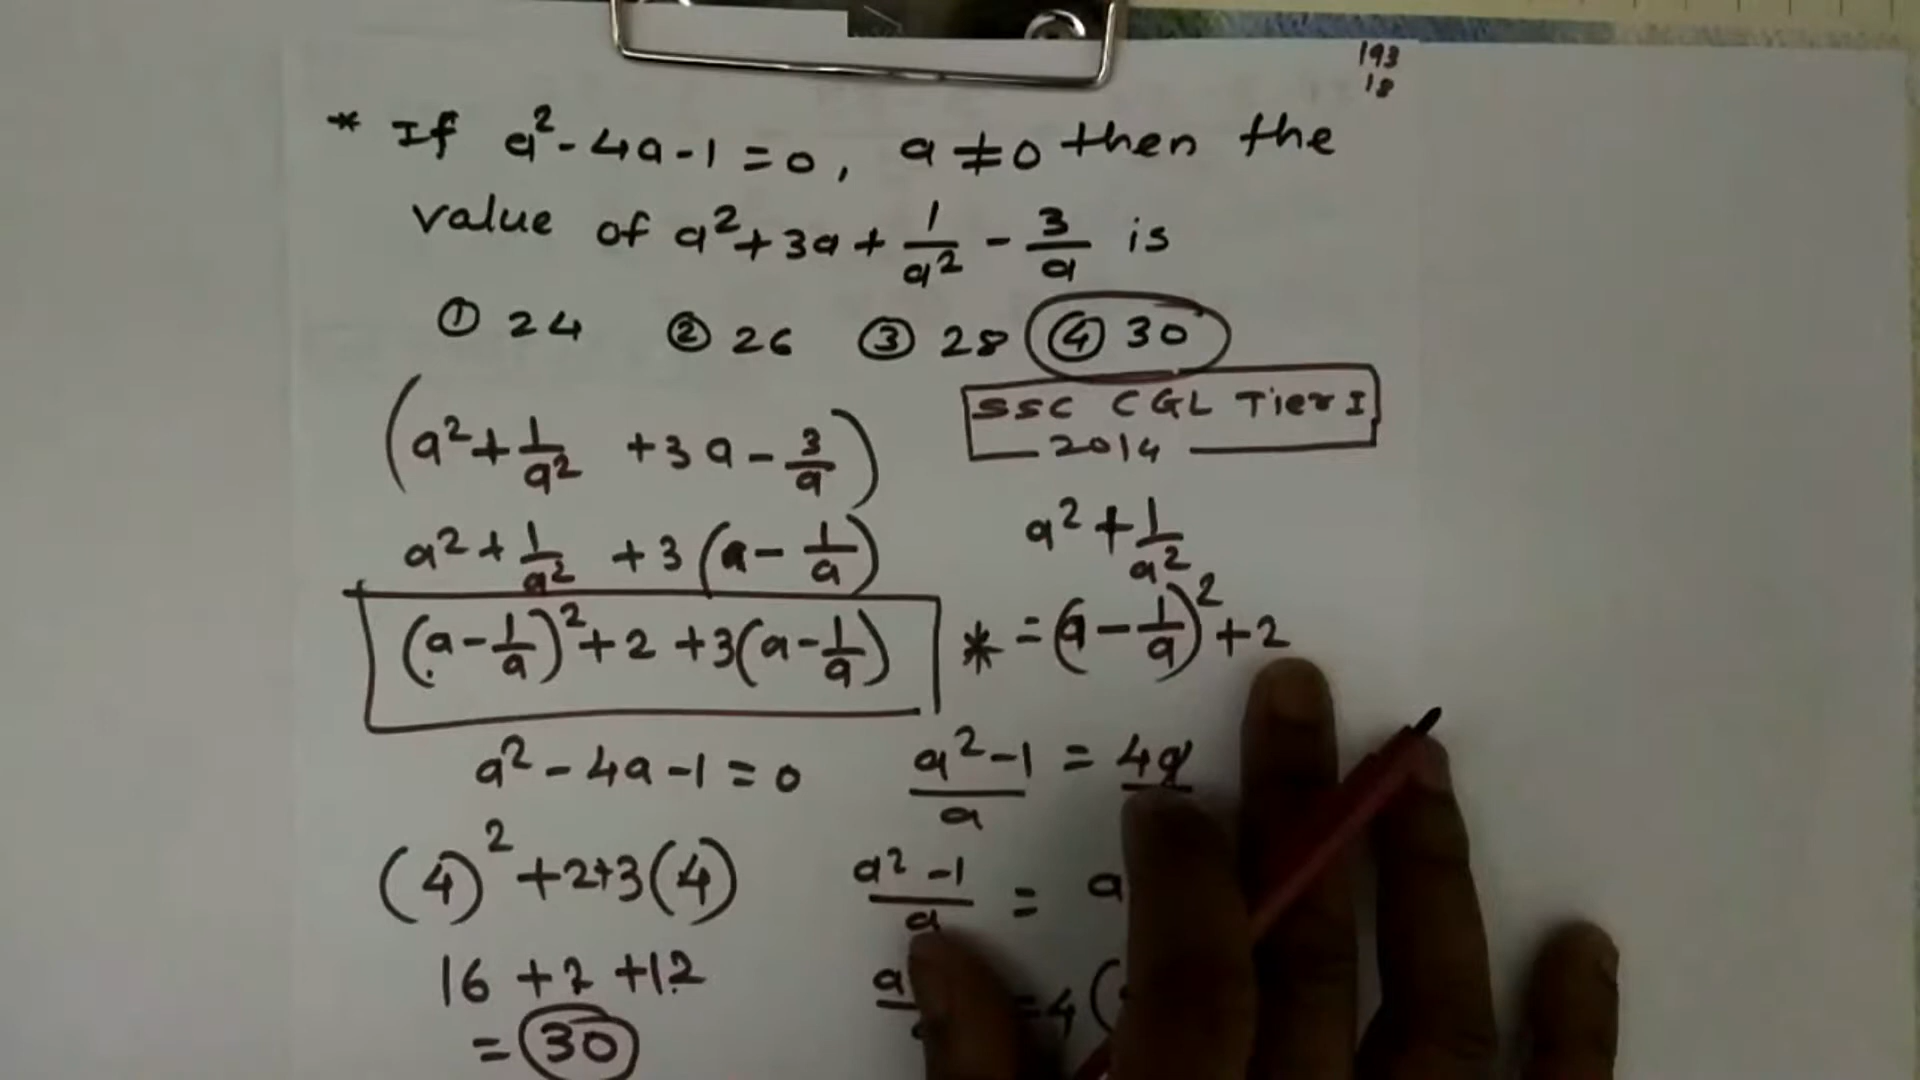 193
18
* If a² - 4a - 1 = 0, a ≠ 0 then the
value of a² + 3a + 1/a² - 3/a is
① 24 ② 26 ③ 28 ④ 30
SSC CGL Tier I
2014
(a² + 1/a² + 3a - 3/a)
a² + 1/a² + 3(a - 1/a)
(a - 1/a)² + 2 + 3(a - 1/a)
a² + 1/a²
* = (a - 1/a)² + 2
a² - 4a - 1 = 0
(a² - 1)/a = 4a
(4)² + 2 + 3(4)
(a² - 1)/a = a
16 + 2 + 12
= 4(
= 30